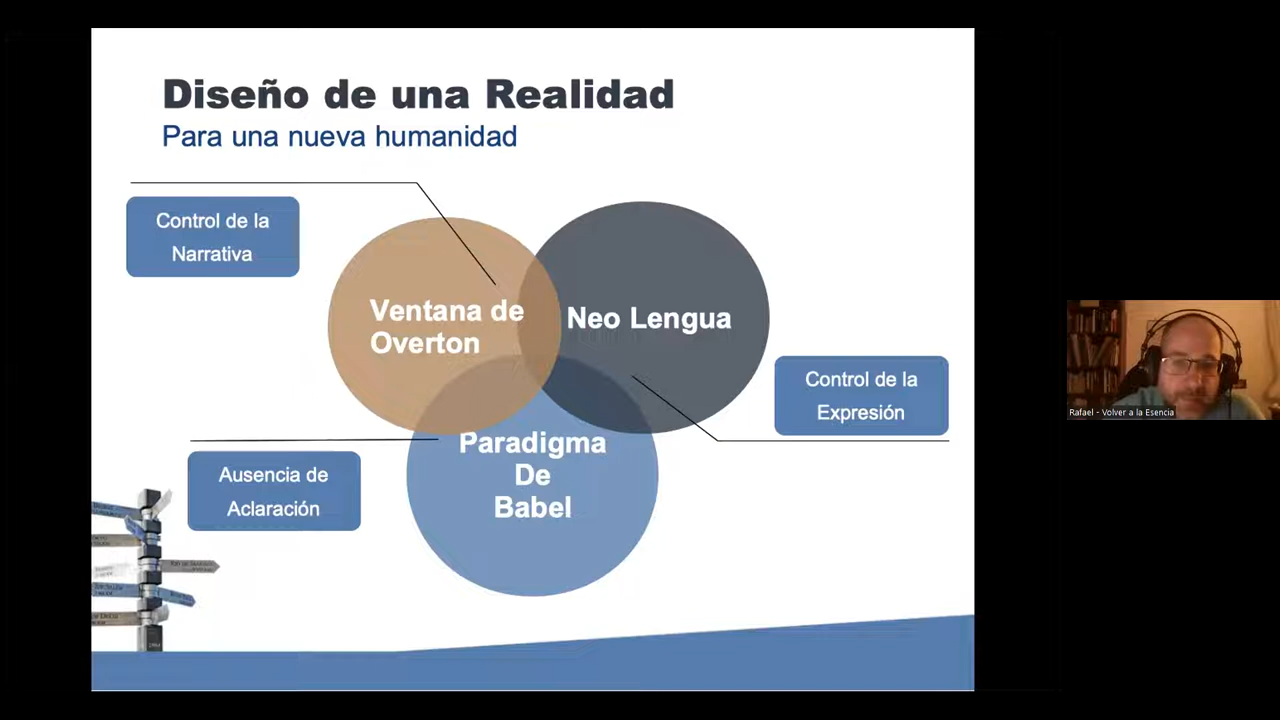 Diseño de una Realidad
Para una nueva humanidad
Control de la
Narrativa
Ventana de
Overton
Neo Lengua
Control de la
Expresión
Paradigma
De
Babel
Ausencia de
Aclaración
Rafael - Volver a la Esencia